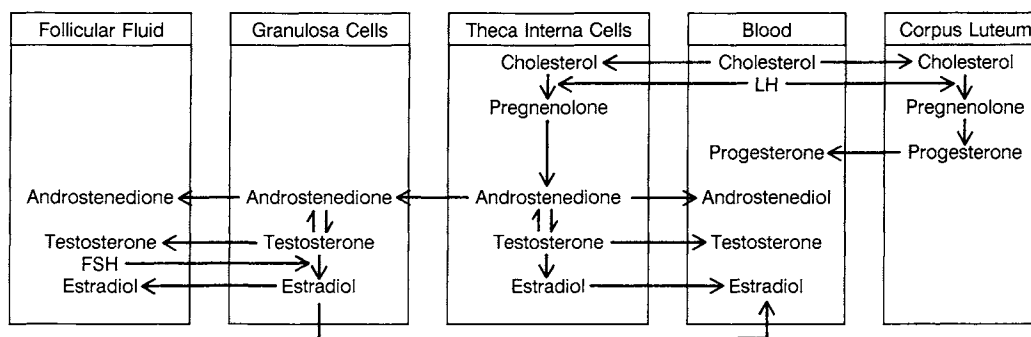 Follicular Fluid
Granulosa Cells
Theca Interna Cells
Blood
Corpus Luteum
Cholesterol
Cholesterol
Cholesterol
LH
Pregnenolone
Pregnenolone
Progesterone
Progesterone
Androstenedione
Androstenedione
Androstenedione
Androstenediol
Testosterone
Testosterone
Testosterone
Testosterone
FSH
Estradiol
Estradiol
Estradiol
Estradiol